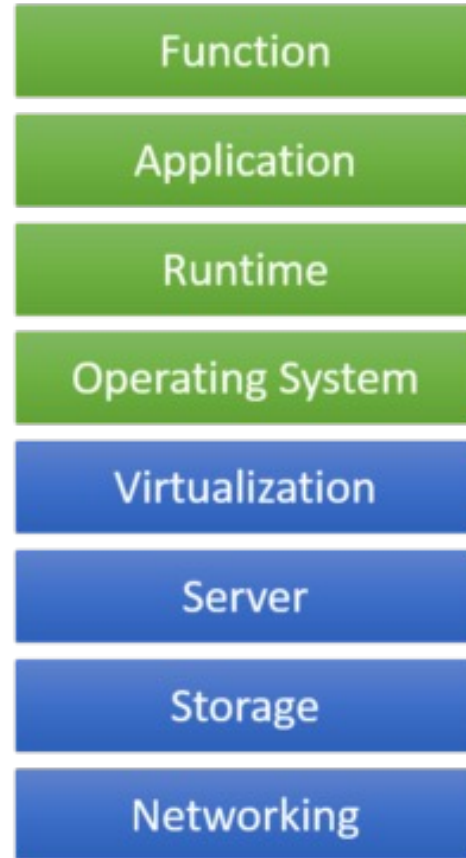 Function
Application
Runtime
Operating System
Virtualization
Server
Storage
Networking